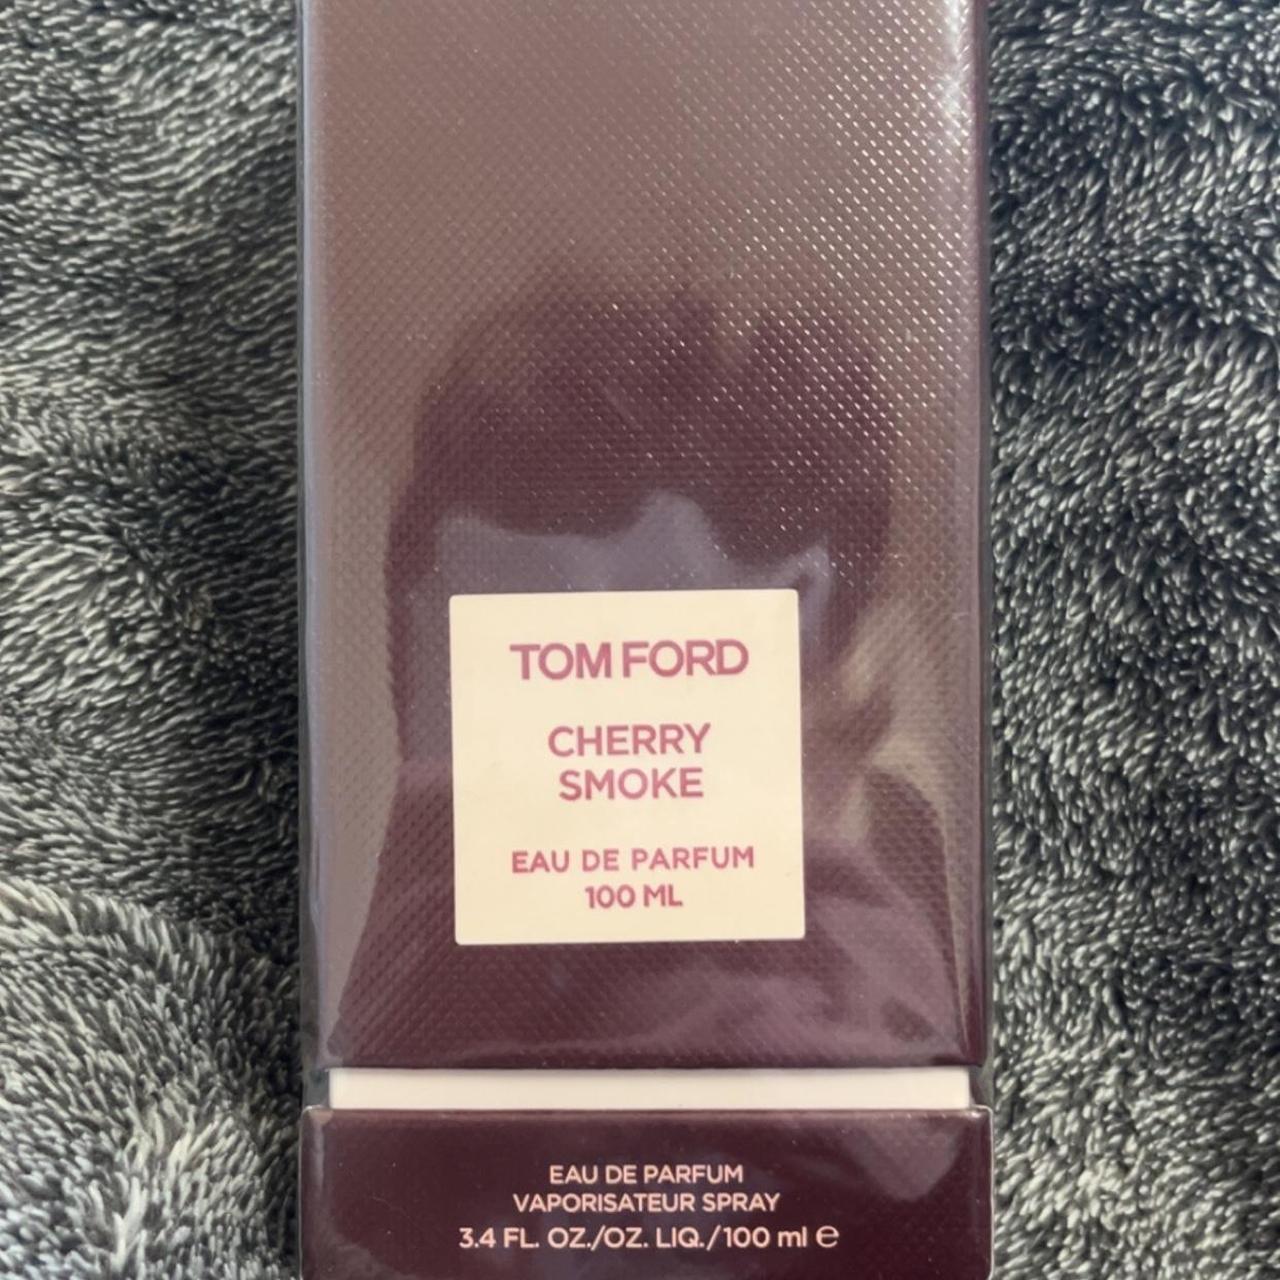 TOM FORD
CHERRY
SMOKE
EAU DE PARFUM
100 ML
EAU DE PARFUM
VAPORISATEUR SPRAY
3.4 FL. OZ./OZ. LIQ./100 ml ℮